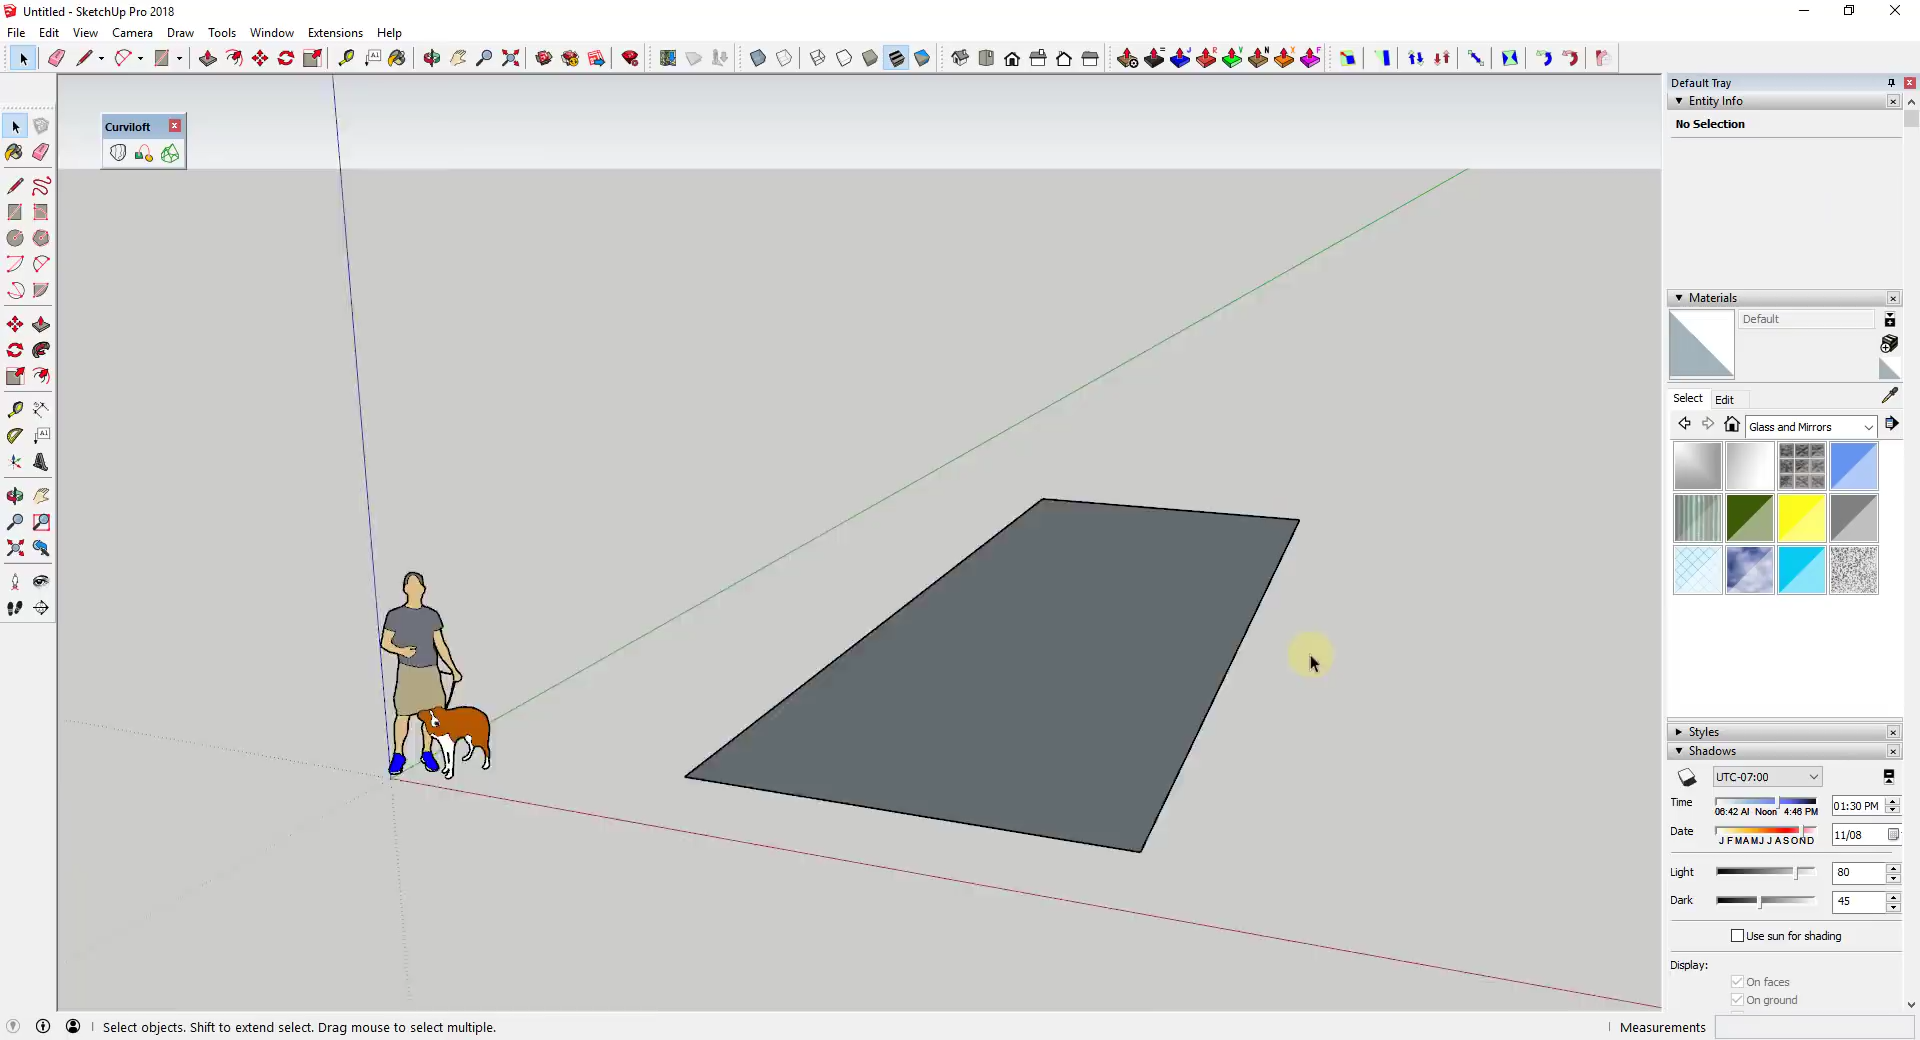 Untitled - SketchUp Pro 2018
File Edit View Camera Draw Tools Window Extensions Help
Default Tray
Entity Info
No Selection
Curviloft
Materials
Default
Select Edit
Glass and Mirrors
Styles
Shadows
UTC-07:00
Time 06:42 AI Noon 4:46 PM 01:30 PM
Date J F M A M J J A S O N D 11/08
Light 80
Dark 45
Use sun for shading
Display:
On faces
On ground
Select objects. Shift to extend select. Drag mouse to select multiple.
Measurements